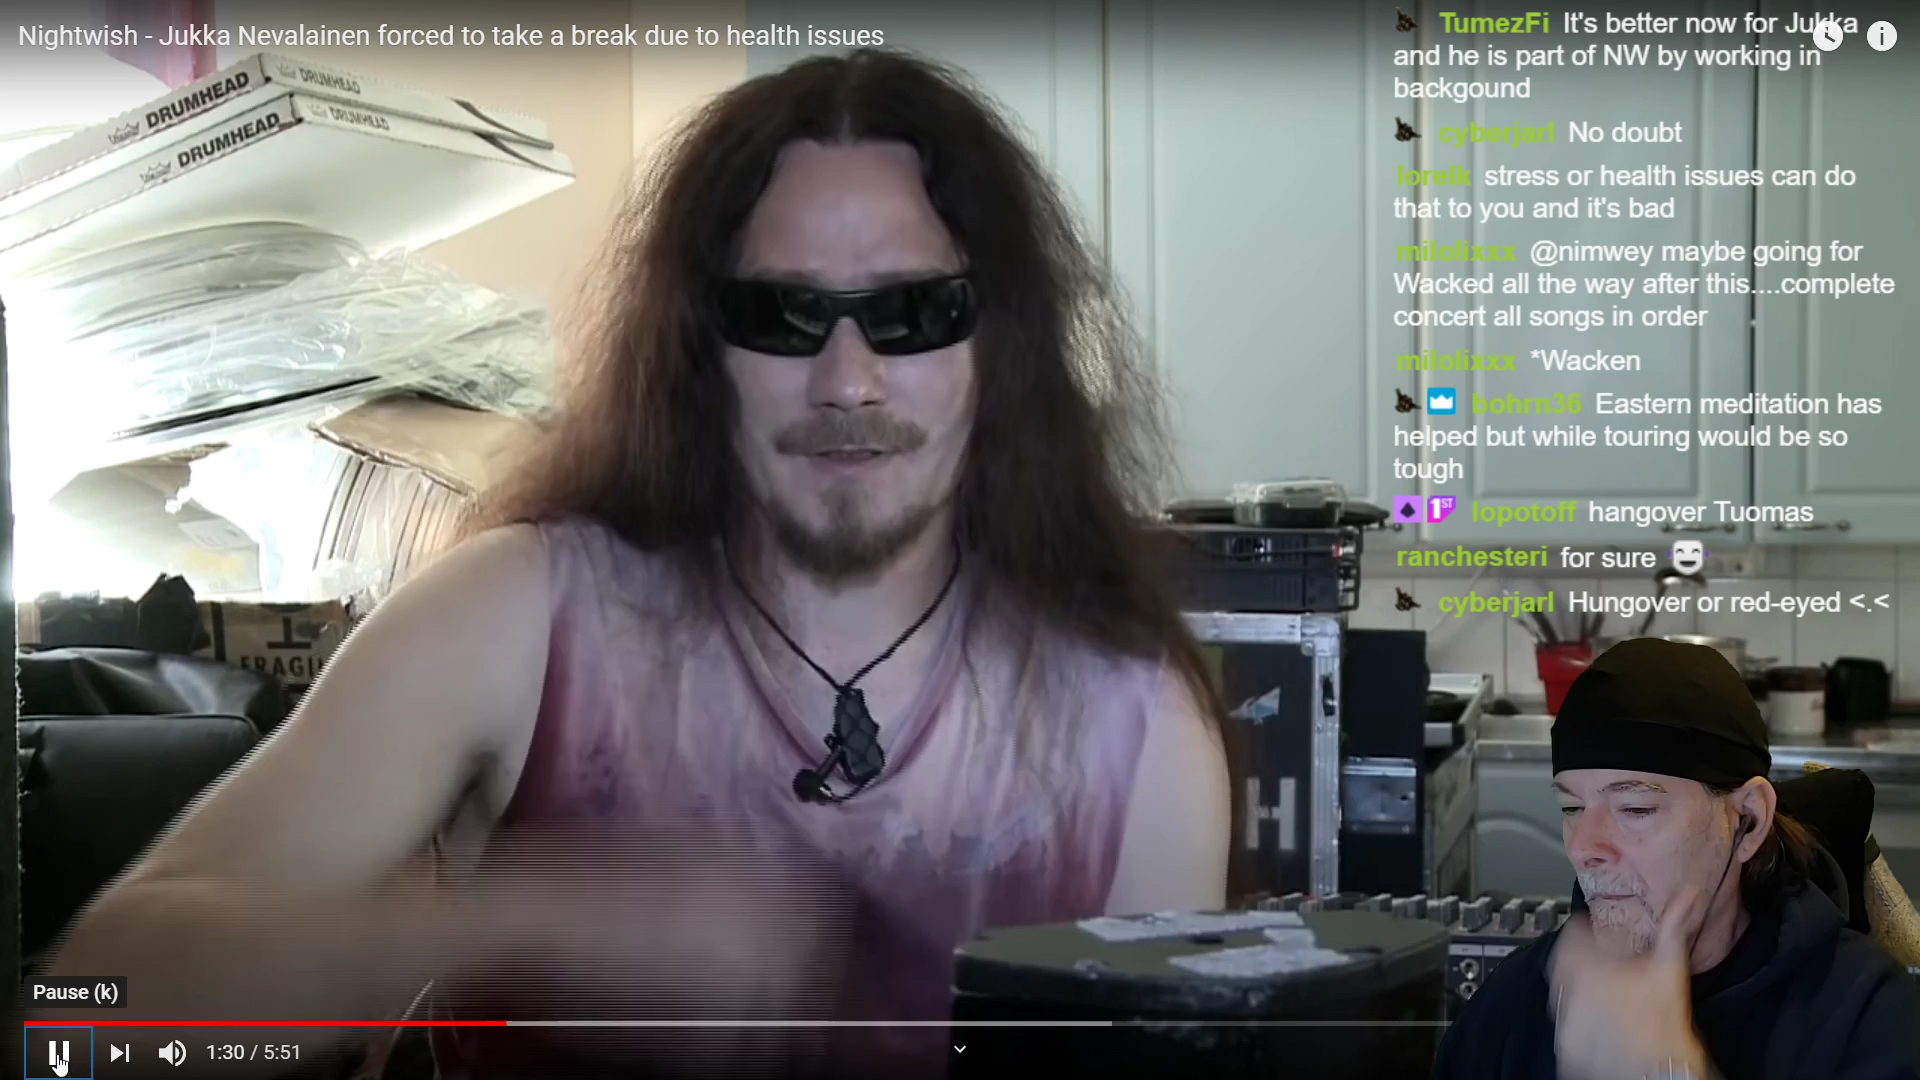 Nightwish - Jukka Nevalainen forced to take a break due to health issues
TumezFi It's better now for Jukka
and he is part of NW by working in
backgound
cyberjarl No doubt
lorelk stress or health issues can do
that to you and it's bad
milolixxx @nimwey maybe going for
Wacked all the way after this....complete
concert all songs in order
milolixxx *Wacken
bohrn36 Eastern meditation has
helped but while touring would be so
tough
1ST lopotoff hangover Tuomas
ranchesteri for sure
cyberjarl Hungover or red-eyed <.<
DRUMHEAD DRUMHEAD
DRUMHEAD DRUMHEAD
FRAGI
H
Pause (k)
1:30 / 5:51